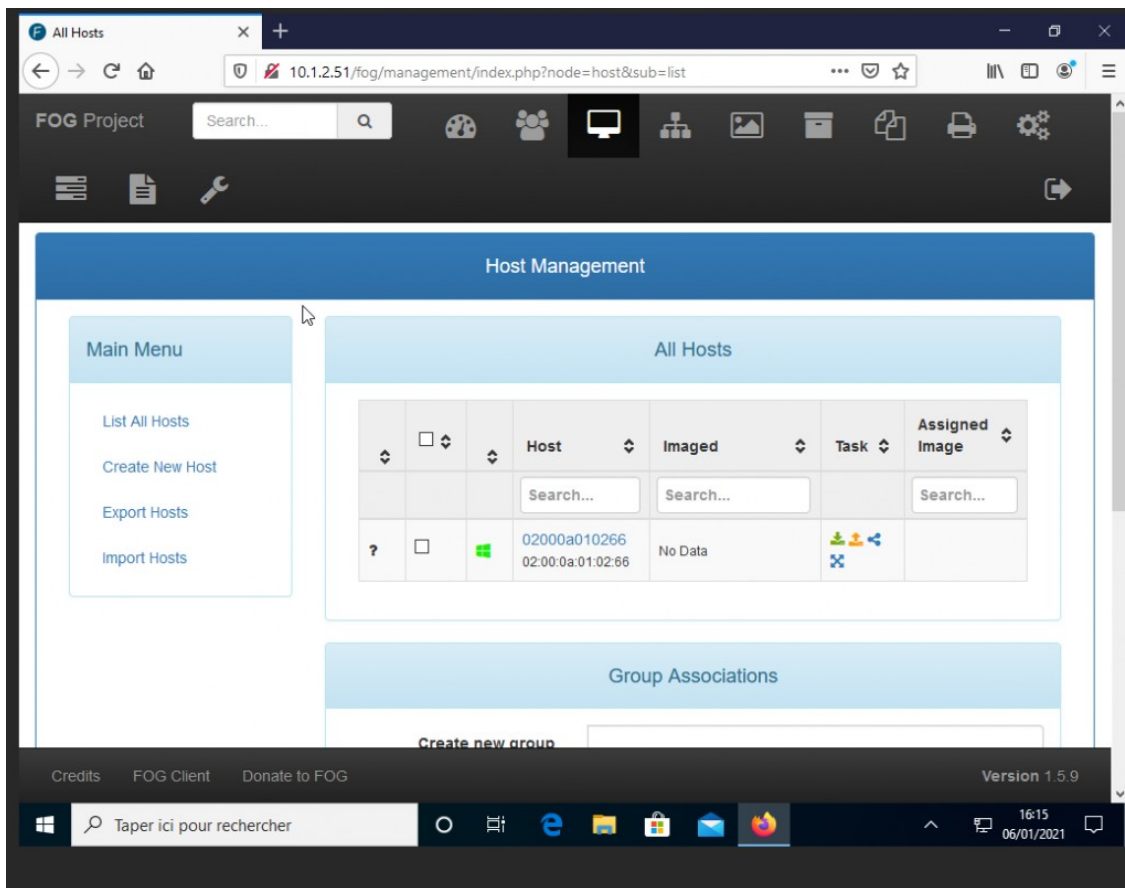 All Hosts
10.1.2.51/fog/management/index.php?node=host&sub=list
FOG Project
Search...
Host Management
Main Menu
List All Hosts
Create New Host
Export Hosts
Import Hosts
All Hosts
Host
Imaged
Task
Assigned
Image
Search...
Search...
Search...
?
02000a010266
02:00:0a:01:02:66
No Data
Group Associations
Create new group
Credits
FOG Client
Donate to FOG
Version 1.5.9
Taper ici pour rechercher
16:15
06/01/2021